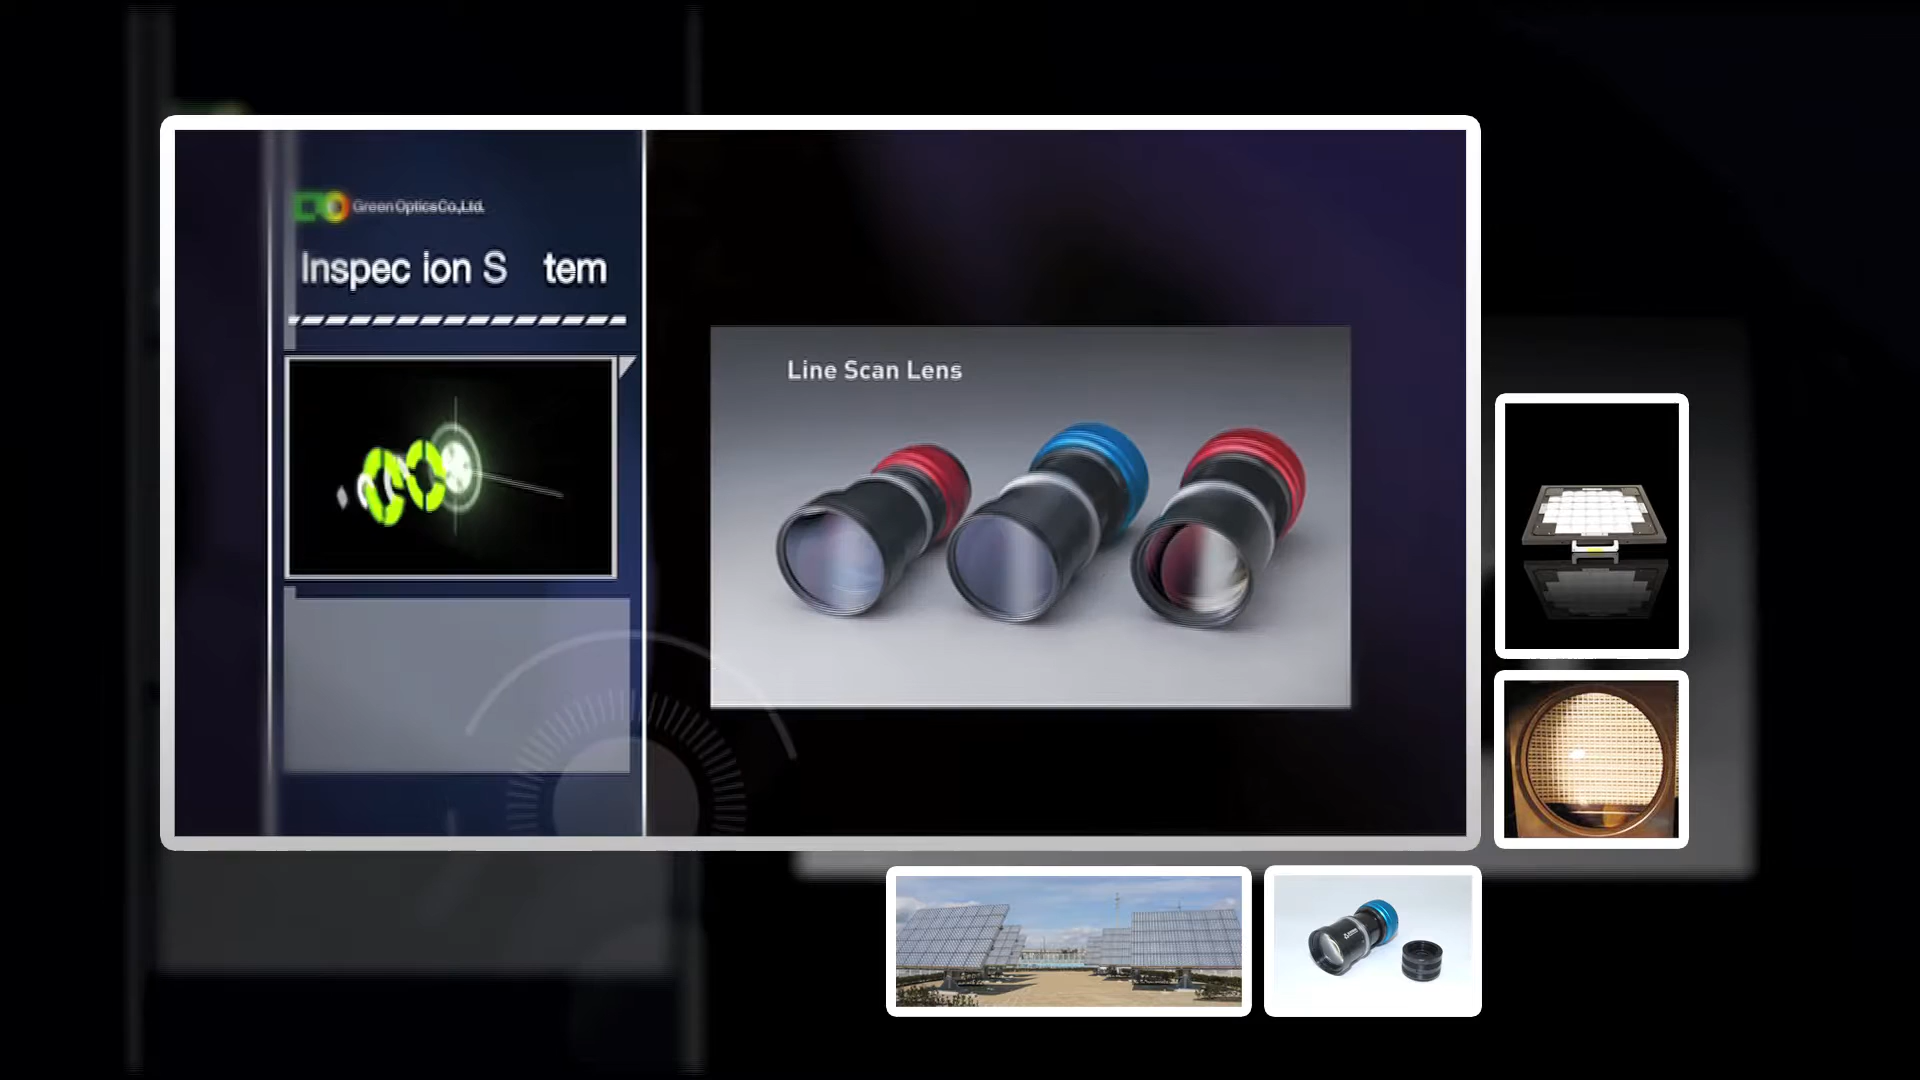 Green Optics Co.,Ltd.
Inspec ion S tem
Line Scan Lens